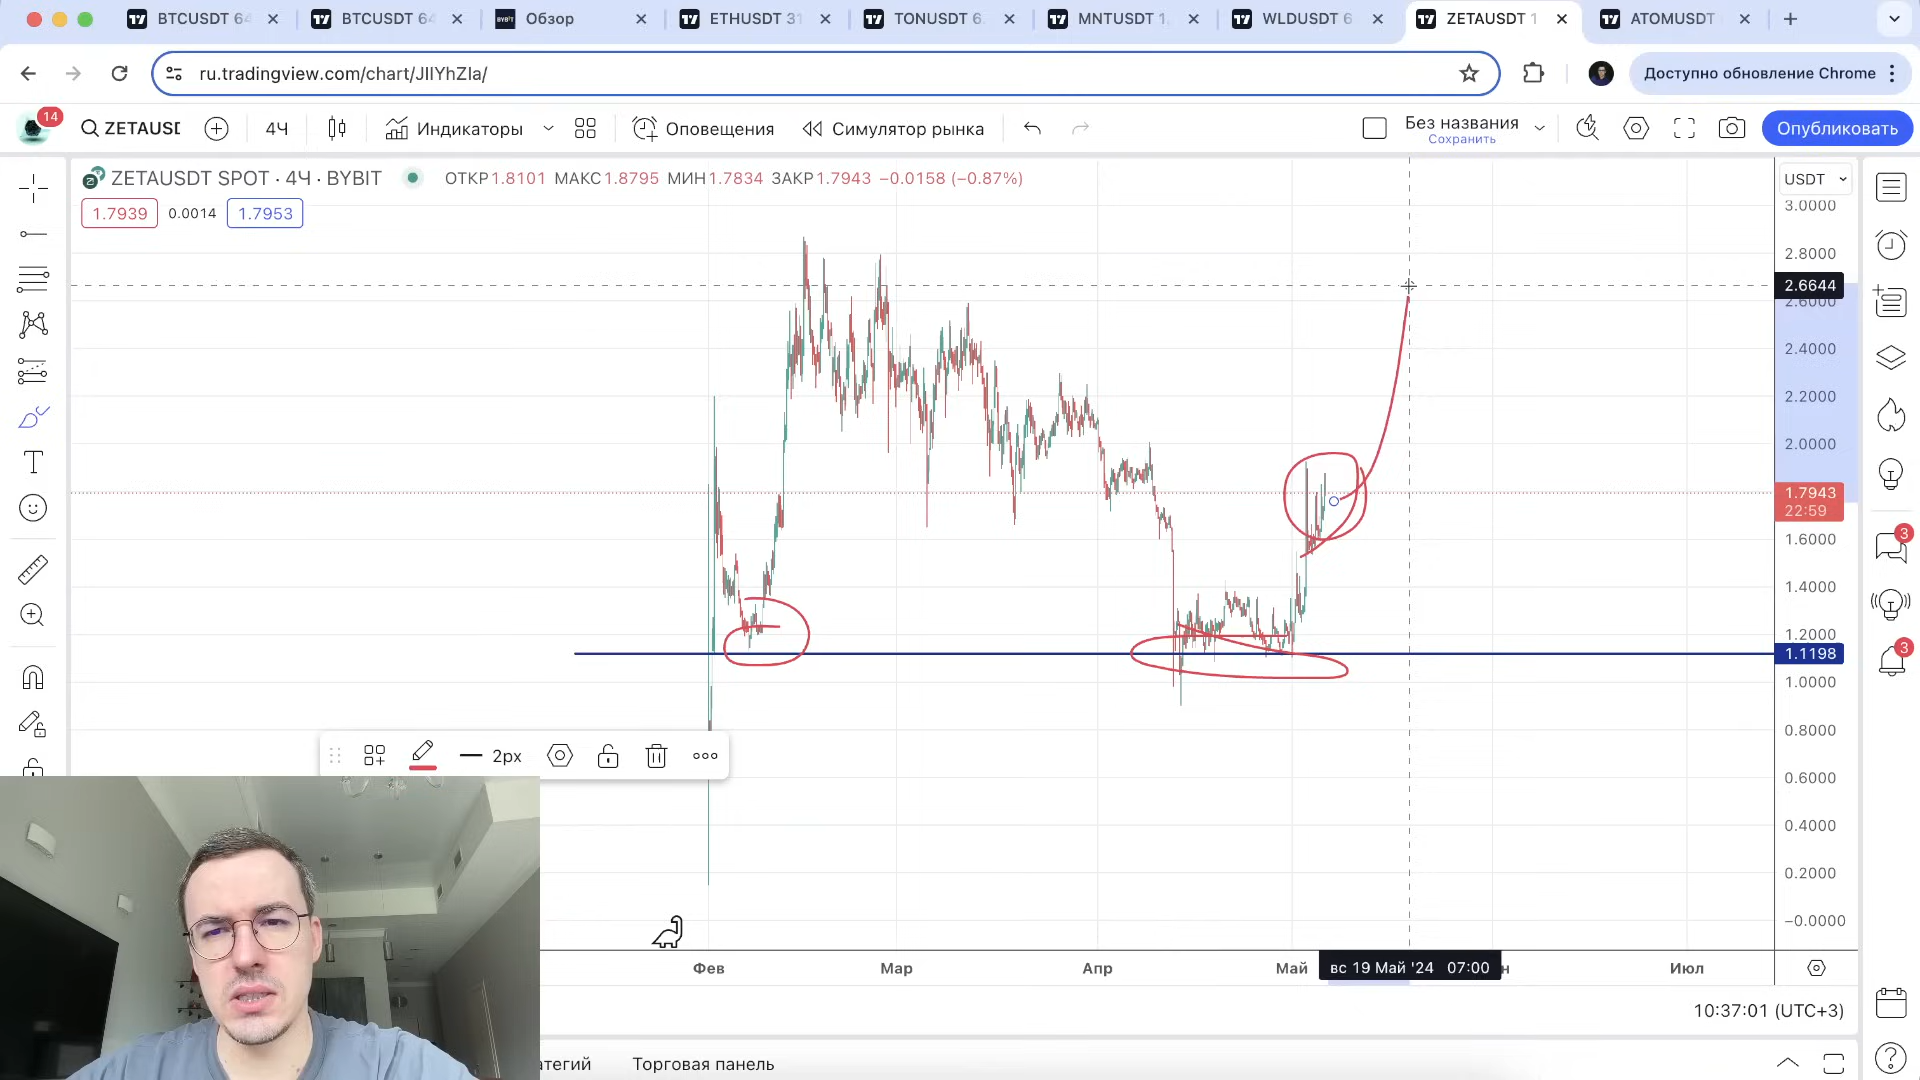 BTCUSDT 64
BTCUSDT 64
BYBIT
Обзор
ETHUSDT 31
TONUSDT 6.
MNTUSDT 1.
WLDUSDT 6
ZETAUSDT 1
ATOMUSDT
ru.tradingview.com/chart/JIlYhZla/
Доступно обновление Chrome
14
ZETAUSD
4Ч
Индикаторы
Оповещения
Симулятор рынка
Без названия
Сохранить
Опубликовать
ZETAUSDT SPOT · 4Ч · BYBIT
ОТКР1.8101 МАКС1.8795 МИН1.7834 ЗАКР1.7943 −0.0158 (−0.87%)
USDT
1.7939
0.0014
1.7953
3.0000
2.8000
2.6644
2.6000
2.4000
2.2000
2.0000
1.7943
22:59
1.6000
1.4000
1.2000
1.1198
1.0000
0.8000
0.6000
0.4000
0.2000
−0.0000
3
3
2px
Фев
Мар
Апр
Май
вс 19 Май '24 07:00
н
Июл
10:37:01 (UTC+3)
атегий
Торговая панель